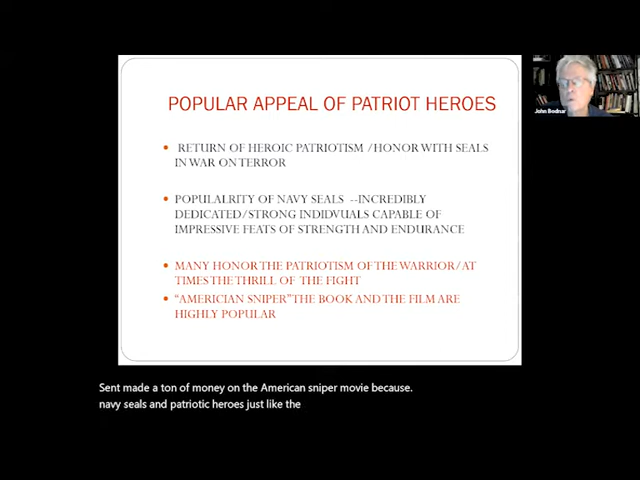 POPULAR APPEAL OF PATRIOT HEROES
John Bodnar
• RETURN OF HEROIC PATRIOTISM /HONOR WITH SEALS
IN WAR ON TERROR
• POPULALRITY OF NAVY SEALS --INCREDIBLY
DEDICATED/STRONG INDIDVUALS CAPABLE OF
IMPRESSIVE FEATS OF STRENGTH AND ENDURANCE
• MANY HONOR THE PATRIOTISM OF THE WARRIOR/AT
TIMES THE THRILL OF THE FIGHT
• "AMERICIAN SNIPER" THE BOOK AND THE FILM ARE
HIGHLY POPULAR
Sent made a ton of money on the American sniper movie because.
navy seals and patriotic heroes just like the